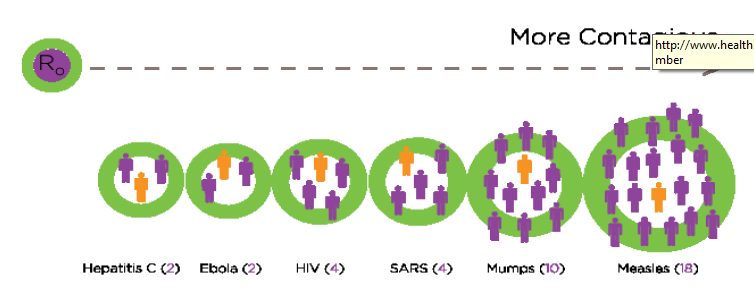 More Contagious
http://www.health
mber
Ro
Hepatitis C (2) Ebola (2) HIV (4) SARS (4) Mumps (10) Measles (18)